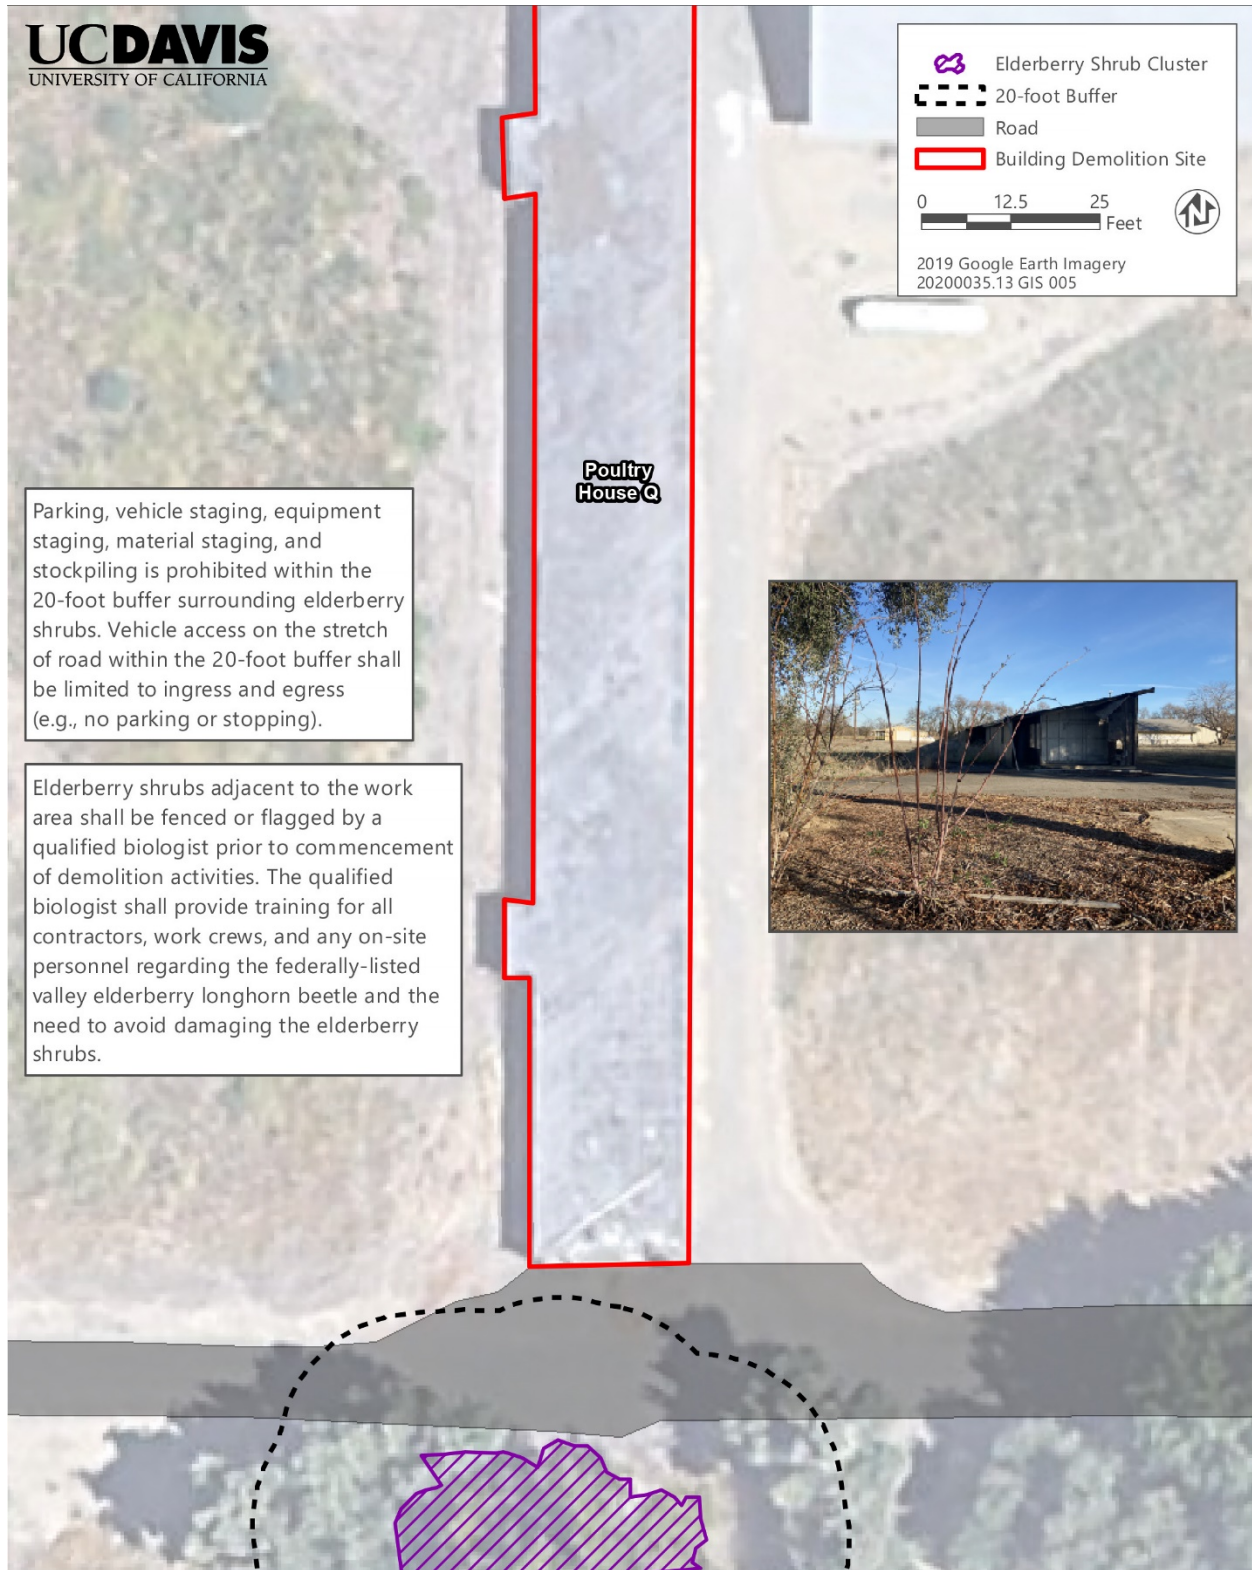 UCDAVIS
UNIVERSITY OF CALIFORNIA
Elderberry Shrub Cluster
20-foot Buffer
Road
Building Demolition Site
0 12.5 25
Feet
N
2019 Google Earth Imagery
20200035.13 GIS 005
Poultry
House Q
Parking, vehicle staging, equipment
staging, material staging, and
stockpiling is prohibited within the
20-foot buffer surrounding elderberry
shrubs. Vehicle access on the stretch
of road within the 20-foot buffer shall
be limited to ingress and egress
(e.g., no parking or stopping).
Elderberry shrubs adjacent to the work
area shall be fenced or flagged by a
qualified biologist prior to commencement
of demolition activities. The qualified
biologist shall provide training for all
contractors, work crews, and any on-site
personnel regarding the federally-listed
valley elderberry longhorn beetle and the
need to avoid damaging the elderberry
shrubs.